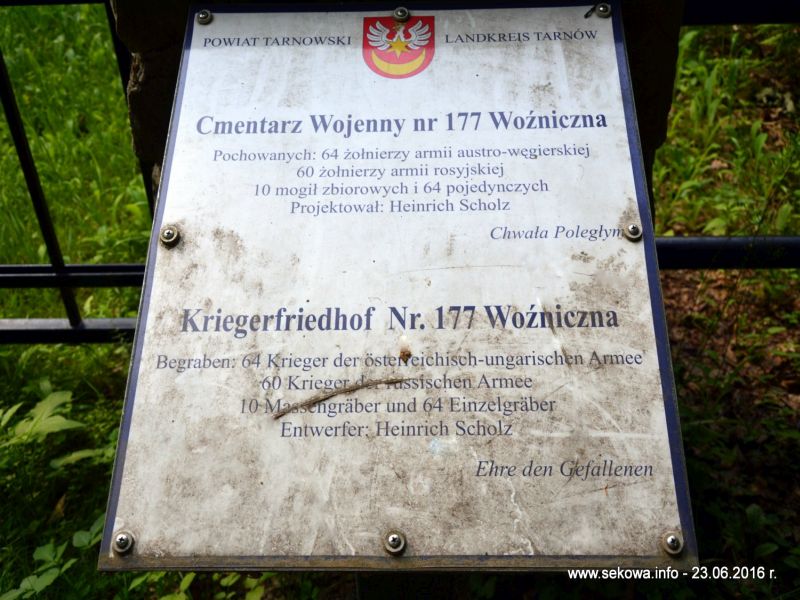 POWIAT TARNOWSKI LANDKREIS TARNÓW
Cmentarz Wojenny nr 177 Woźniczna
Pochowanych: 64 żołnierzy armii austro-węgierskiej
60 żołnierzy armii rosyjskiej
10 mogił zbiorowych i 64 pojedynczych
Projektował: Heinrich Scholz
Chwała Poległym
Kriegerfriedhof Nr. 177 Woźniczna
Begraben: 64 Krieger der österreichisch-ungarischen Armee
60 Krieger der russischen Armee
10 Massengräber und 64 Einzelgräber
Entwerfer: Heinrich Scholz
Ehre den Gefallenen
www.sekowa.info - 23.06.2016 r.